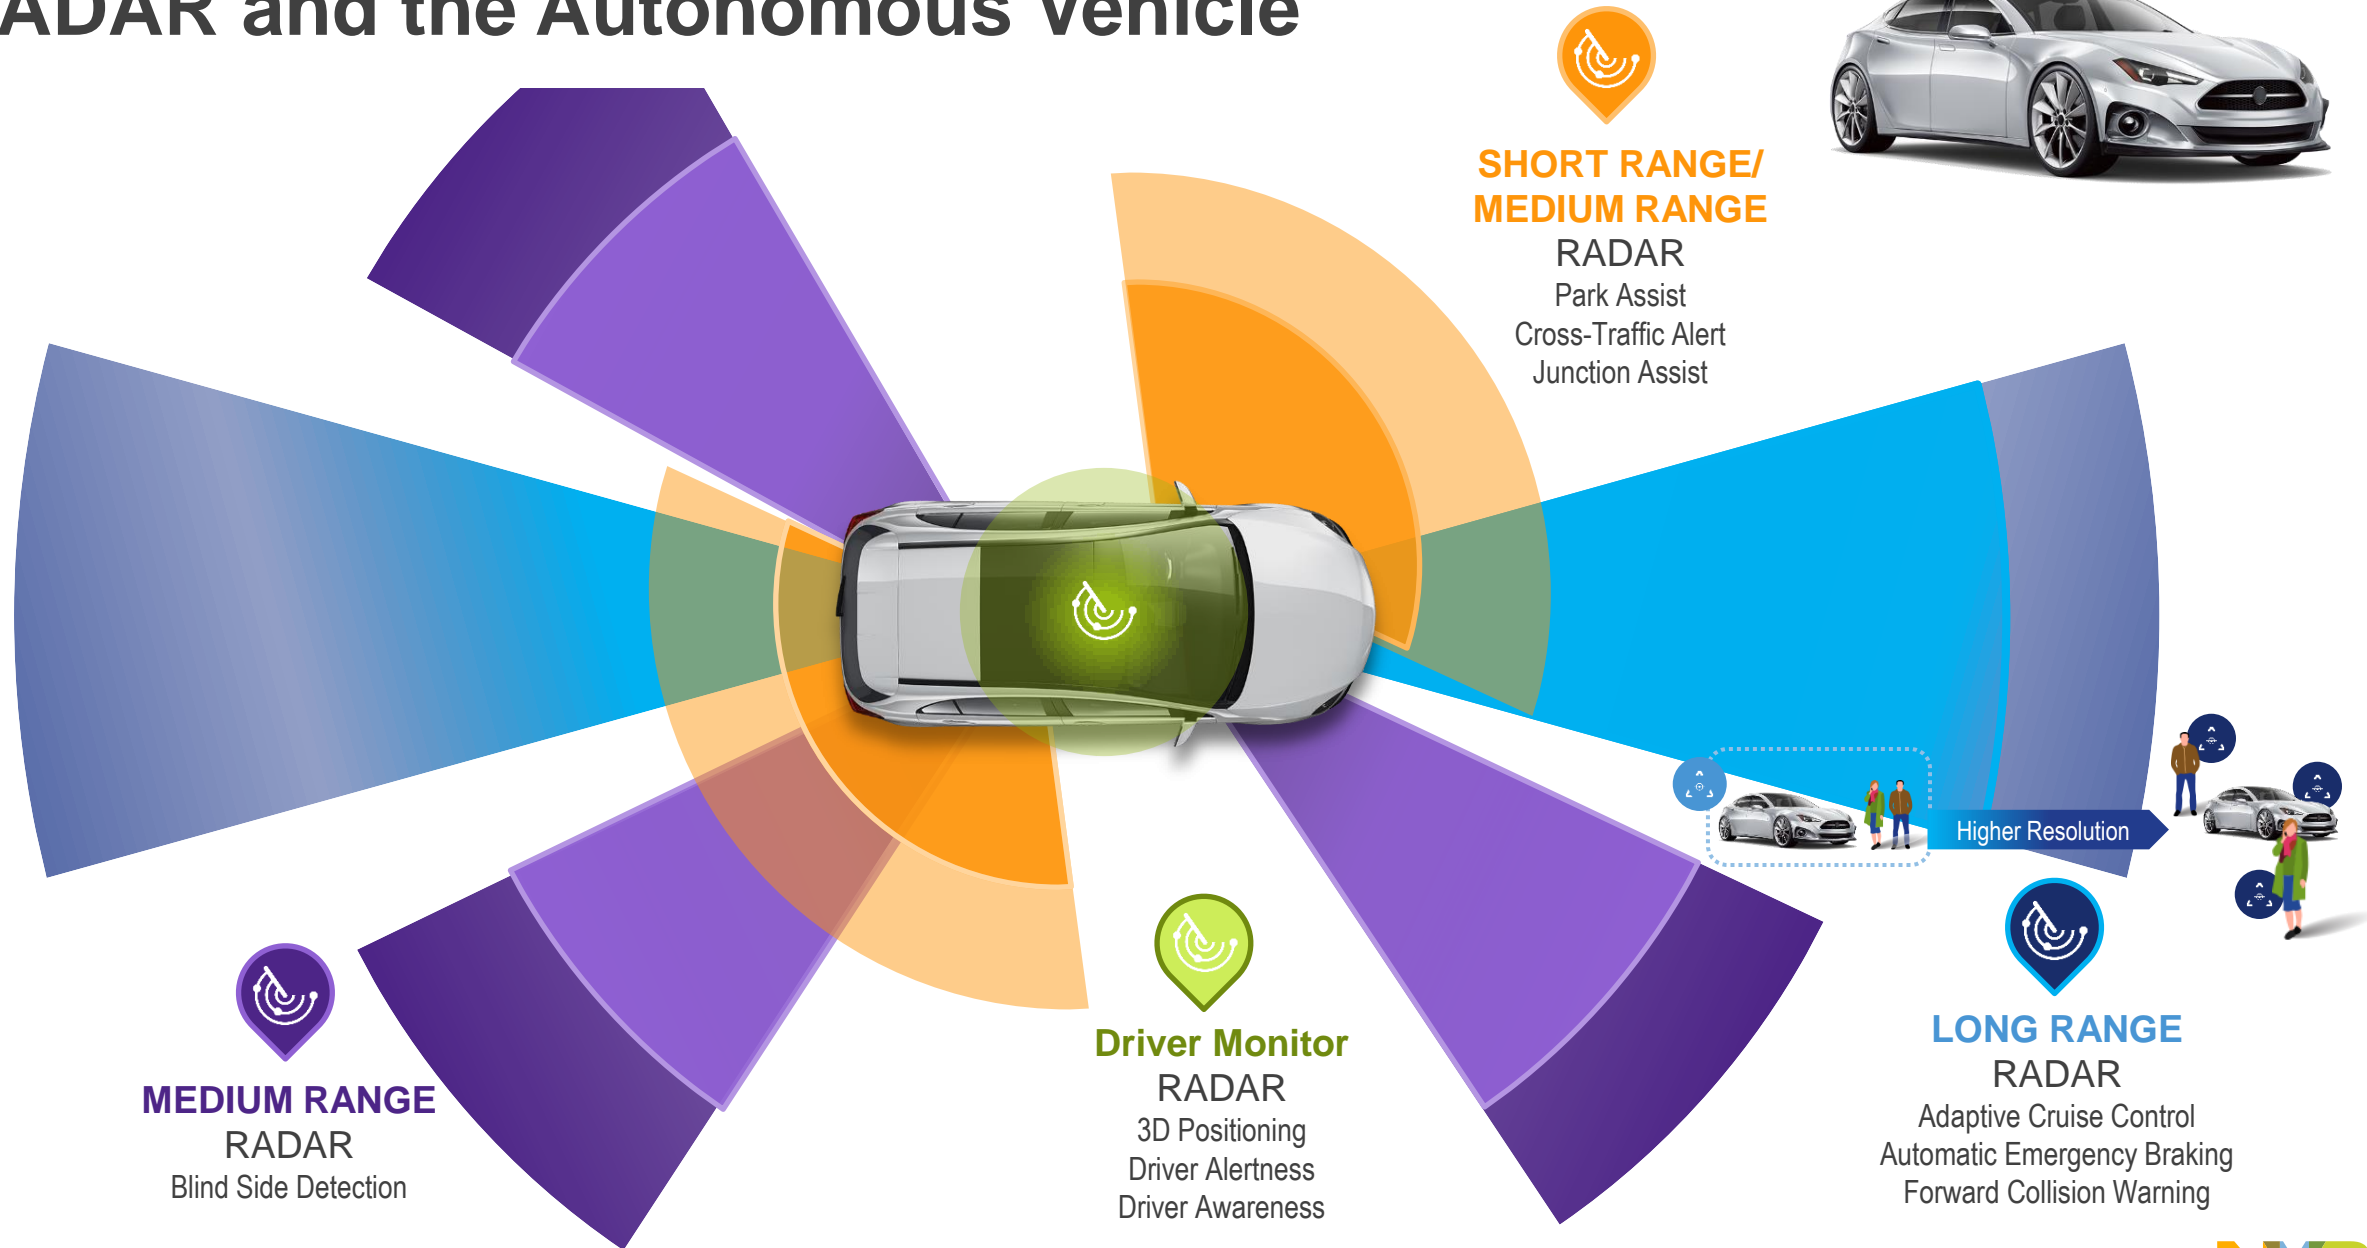 ADAR and the Autonomous Vehicle
SHORT RANGE/
MEDIUM RANGE
RADAR
Park Assist
Cross-Traffic Alert
Junction Assist
Higher Resolution
MEDIUM RANGE
RADAR
Blind Side Detection
Driver Monitor
RADAR
3D Positioning
Driver Alertness
Driver Awareness
LONG RANGE
RADAR
Adaptive Cruise Control
Automatic Emergency Braking
Forward Collision Warning